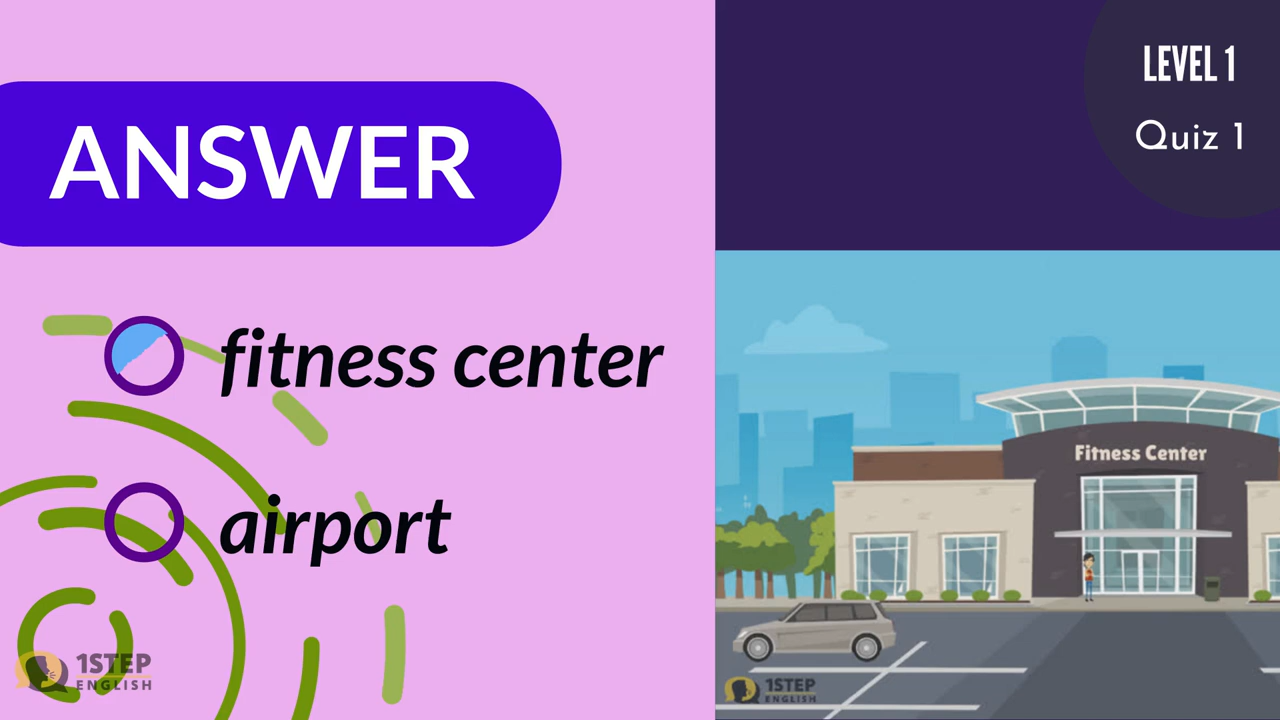 ANSWER
fitness center
airport
1STEP
ENGLISH
LEVEL 1
Quiz 1
Fitness Center
1STEP
ENGLISH